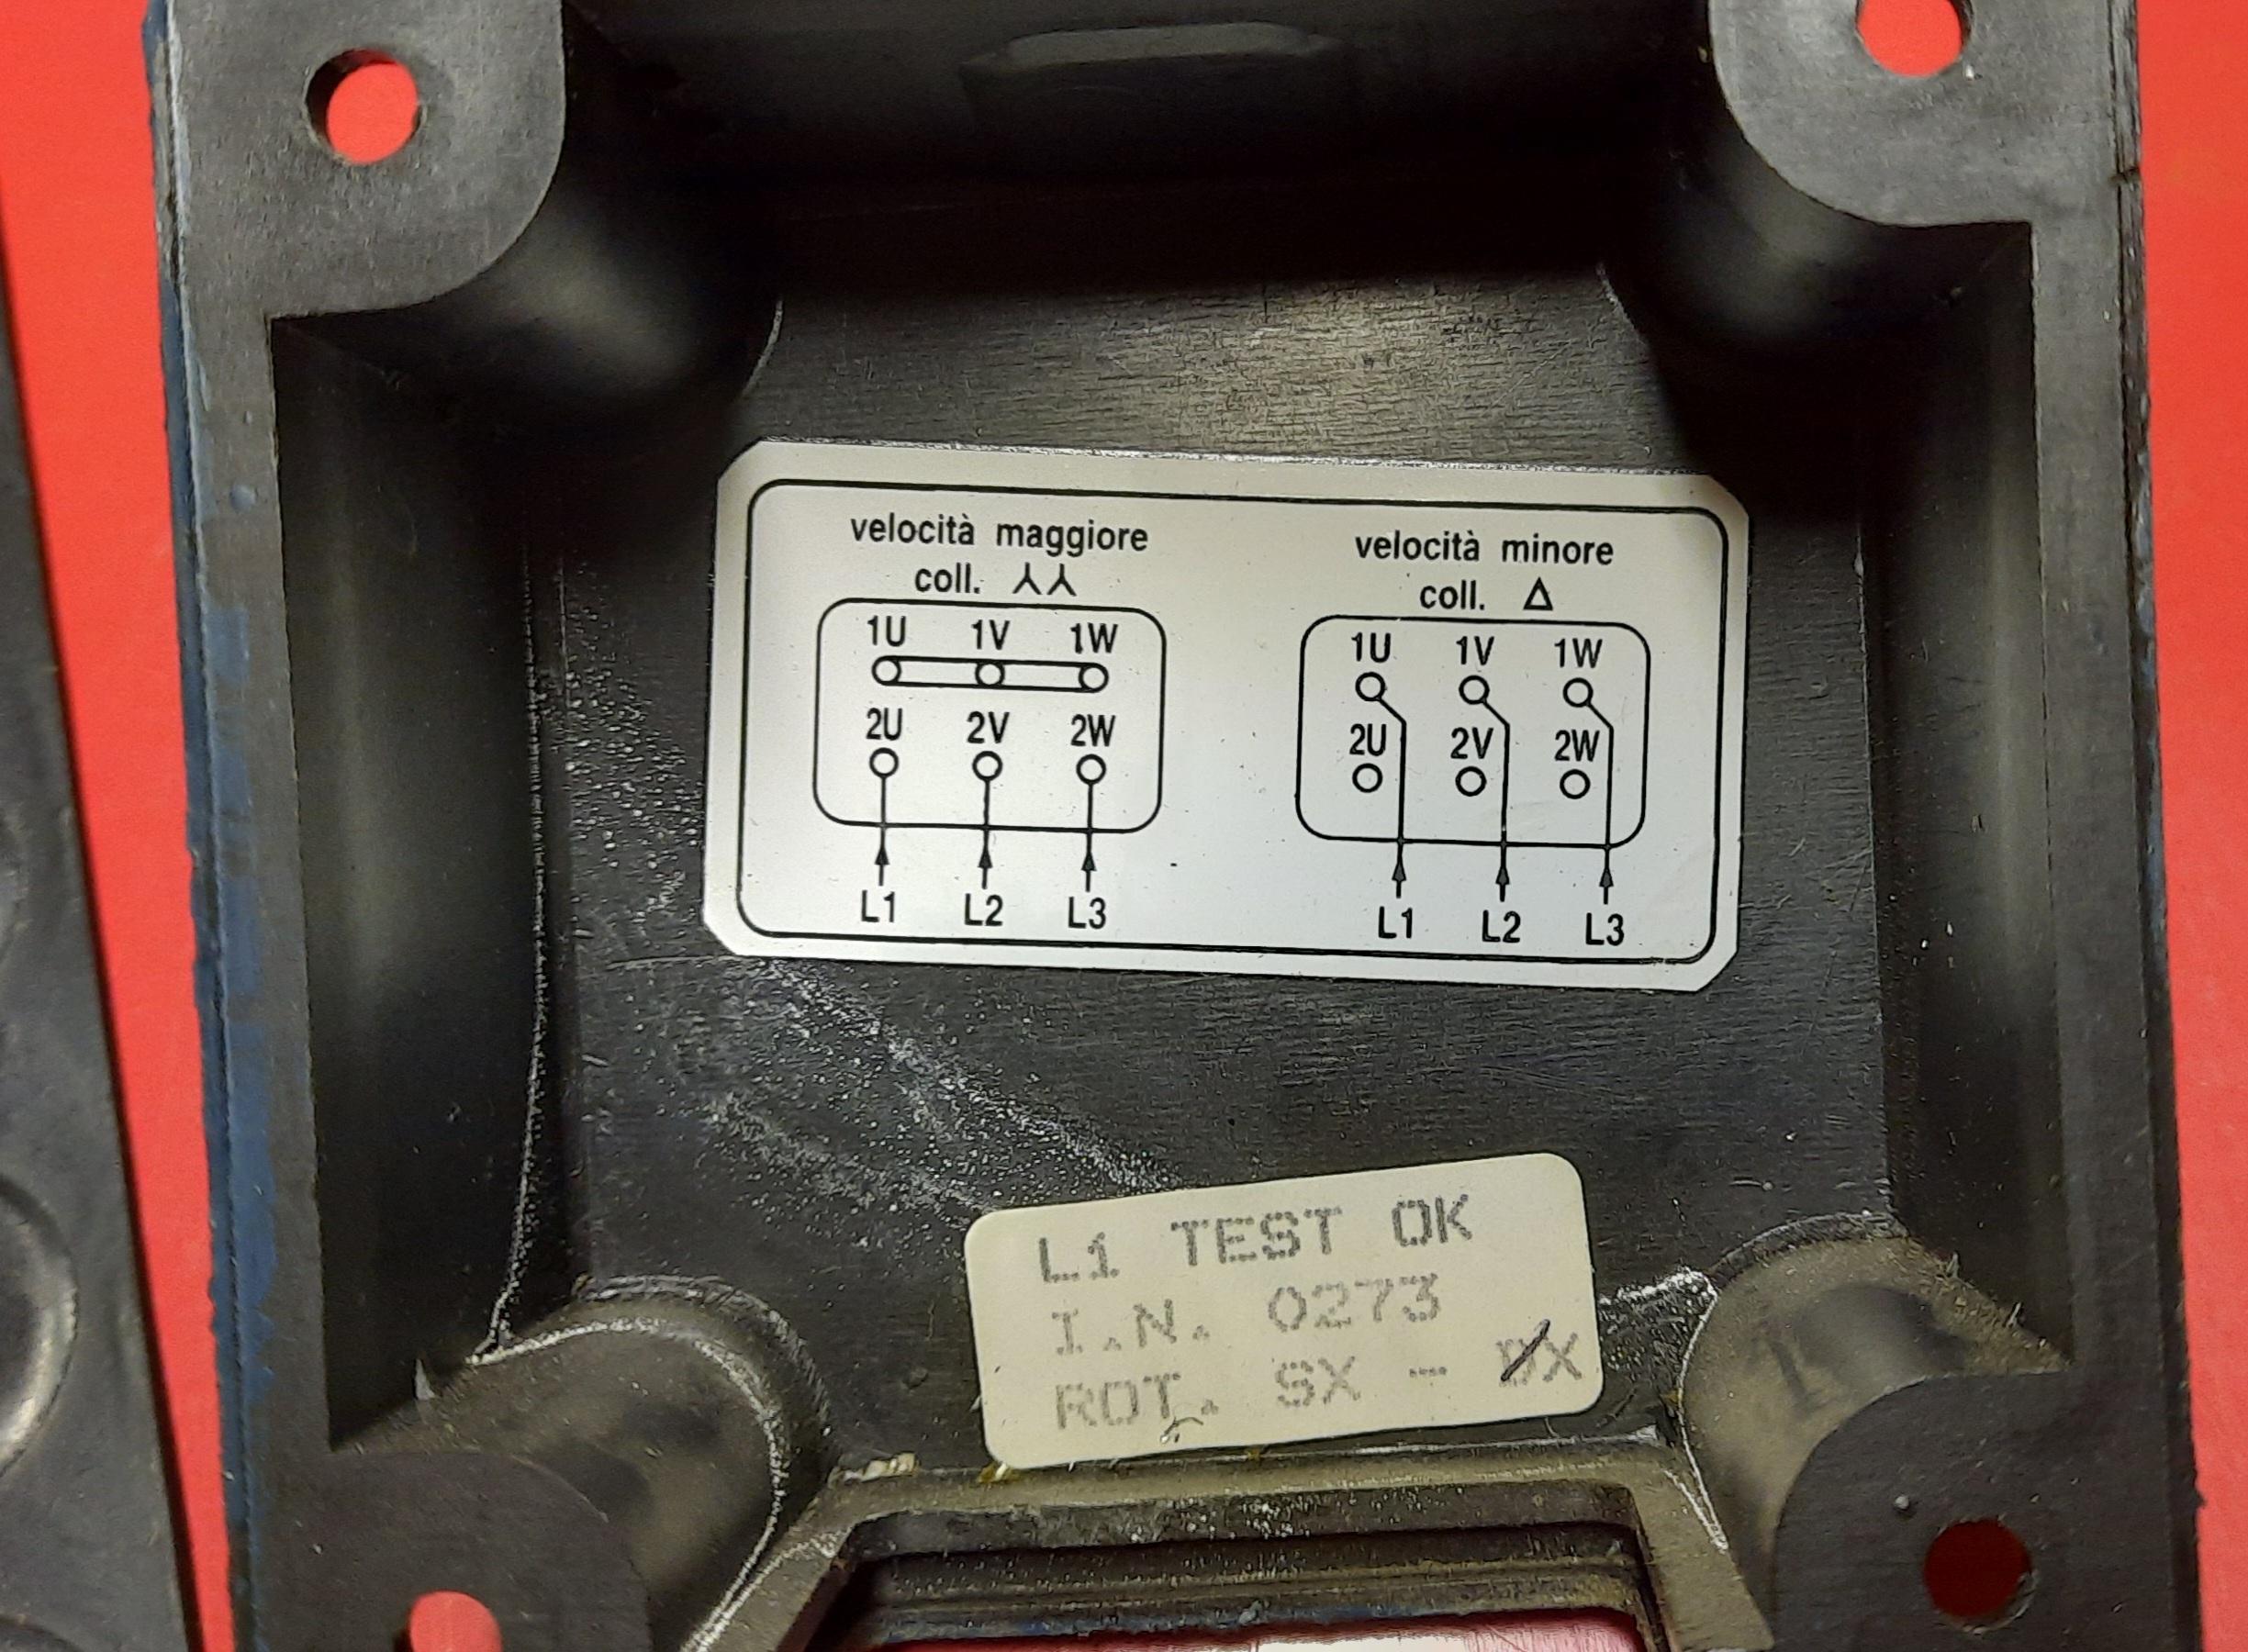 velocità maggiore
coll. ⅄⅄
1U 1V 1W
2U 2V 2W
L1 L2 L3
velocità minore
coll. Δ
1U 1V 1W
2U 2V 2W
L1 L2 L3
L1 TEST OK
I.N. 0273
ROT. SX - DX